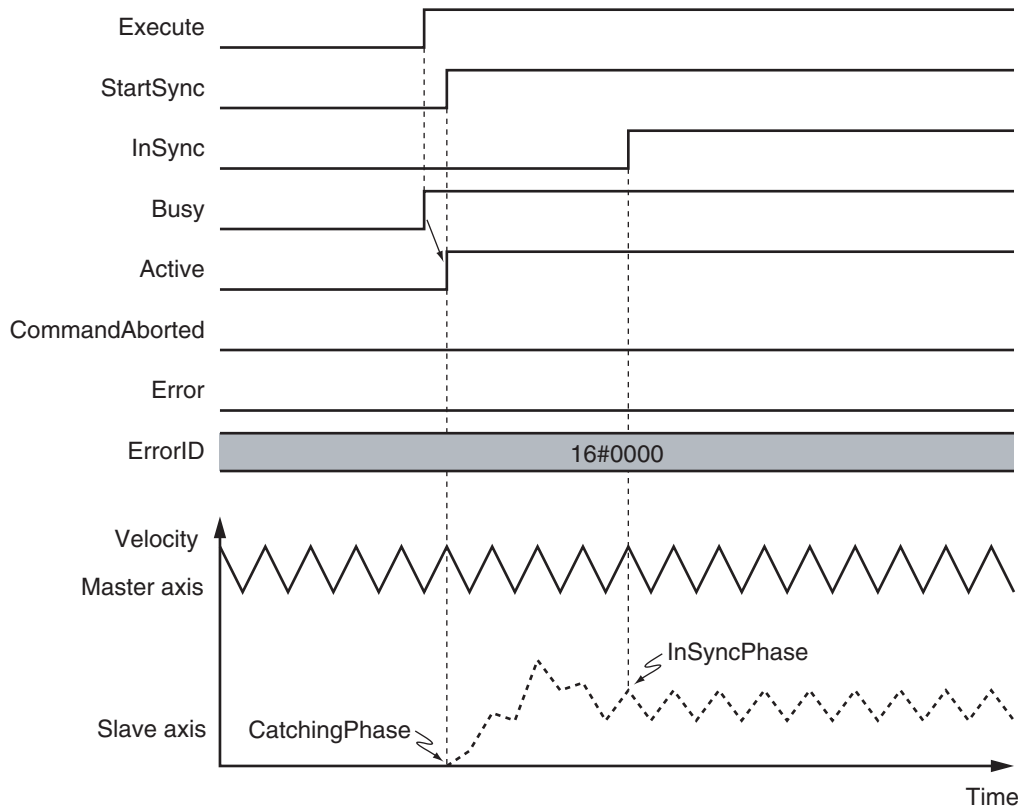 Execute
StartSync
InSync
Busy
Active
CommandAborted
Error
ErrorID
16#0000
Velocity
Master axis
InSyncPhase
Slave axis
CatchingPhase
Time